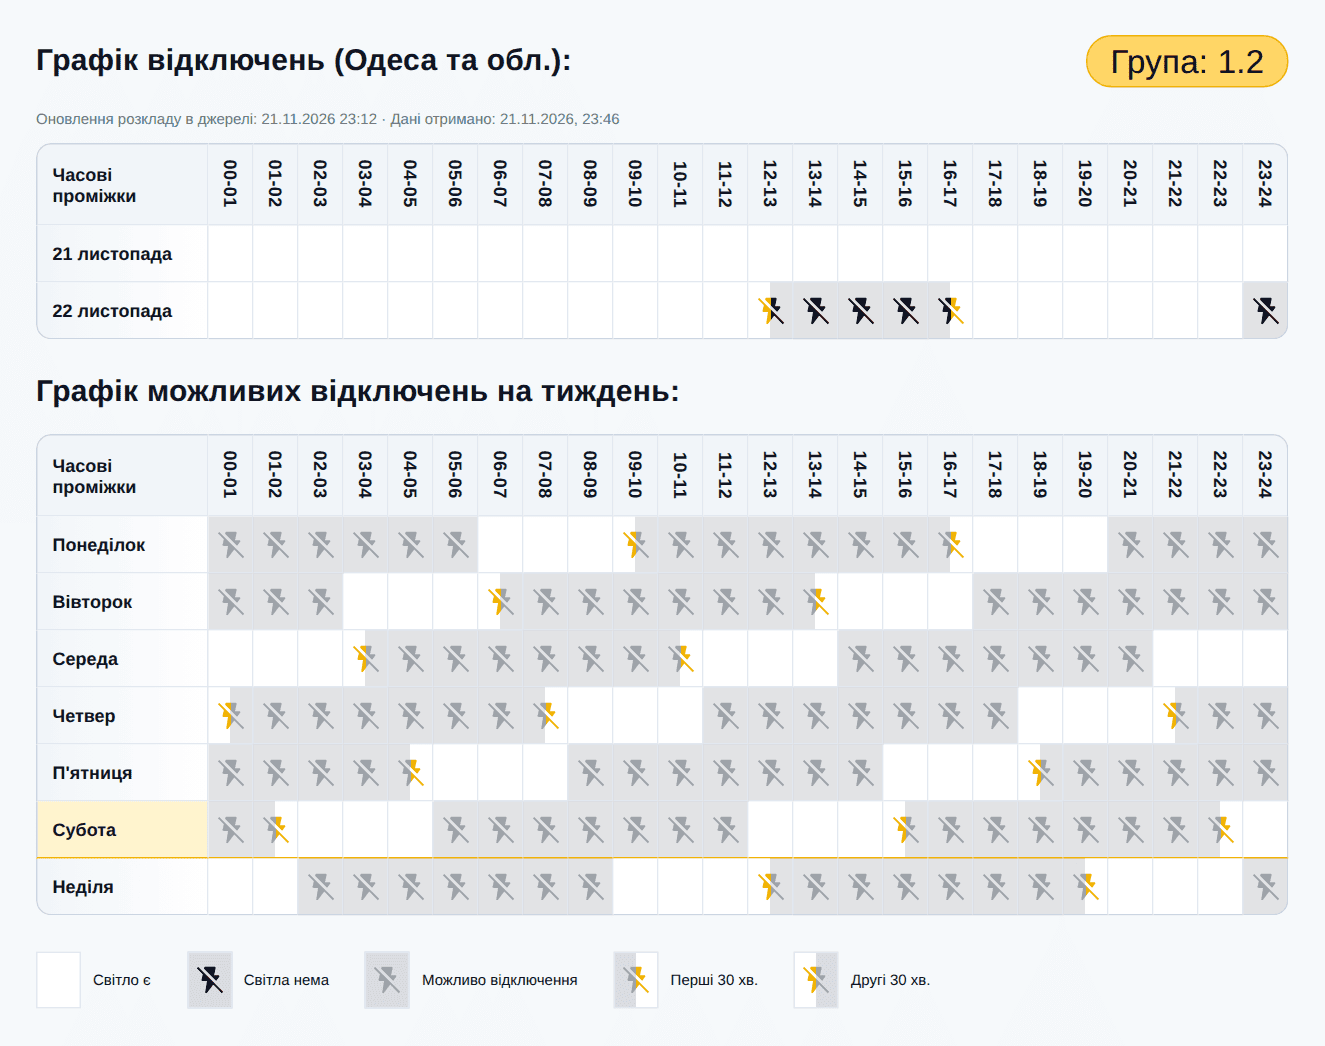 Графік відключень (Одеса та обл.):
Група: 1.2
Оновлення розкладу в джерелі: 21.11.2026 23:12 · Дані отримано: 21.11.2026, 23:46
Часові
проміжки
00-01 01-02 02-03 03-04 04-05 05-06 06-07 07-08 08-09 09-10 10-11 11-12 12-13 13-14 14-15 15-16 16-17 17-18 18-19 19-20 20-21 21-22 22-23 23-24
21 листопада
22 листопада
Графік можливих відключень на тиждень:
Часові
проміжки
00-01 01-02 02-03 03-04 04-05 05-06 06-07 07-08 08-09 09-10 10-11 11-12 12-13 13-14 14-15 15-16 16-17 17-18 18-19 19-20 20-21 21-22 22-23 23-24
Понеділок
Вівторок
Середа
Четвер
П'ятниця
Субота
Неділя
Світло є
Світла нема
Можливо відключення
Перші 30 хв.
Другі 30 хв.